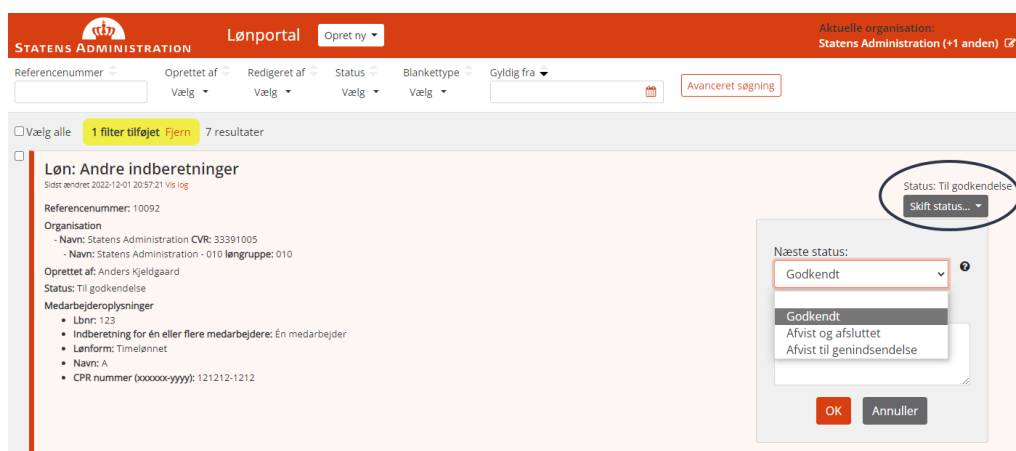 STATENS ADMINISTRATION
Lønportal
Opret ny
Aktuelle organisation:
Statens Administration (+1 anden)
Referencenummer
Oprettet af
Redigeret af
Status
Blankettype
Gyldig fra
Vælg
Vælg
Vælg
Vælg
Avanceret søgning
Vælg alle
1 filter tilføjet Fjern
7 resultater
Løn: Andre indberetninger
Sidst ændret 2022-12-01 20:57:21 Vis log
Status: Til godkendelse
Skift status...
Referencenummer: 10092
Organisation
- Navn: Statens Administration CVR: 33391005
- Navn: Statens Administration - 010 løngruppe: 010
Oprettet af: Anders Kjeldgaard
Status: Til godkendelse
Medarbejderoplysninger
• Lbnr: 123
• Indberetning for én eller flere medarbejdere: Én medarbejder
• Lønform: Timelønnet
• Navn: A
• CPR nummer (xxxxxx-yyyy): 121212-1212
Næste status:
Godkendt
Godkendt
Afvist og afsluttet
Afvist til genindsendelse
OK
Annuller